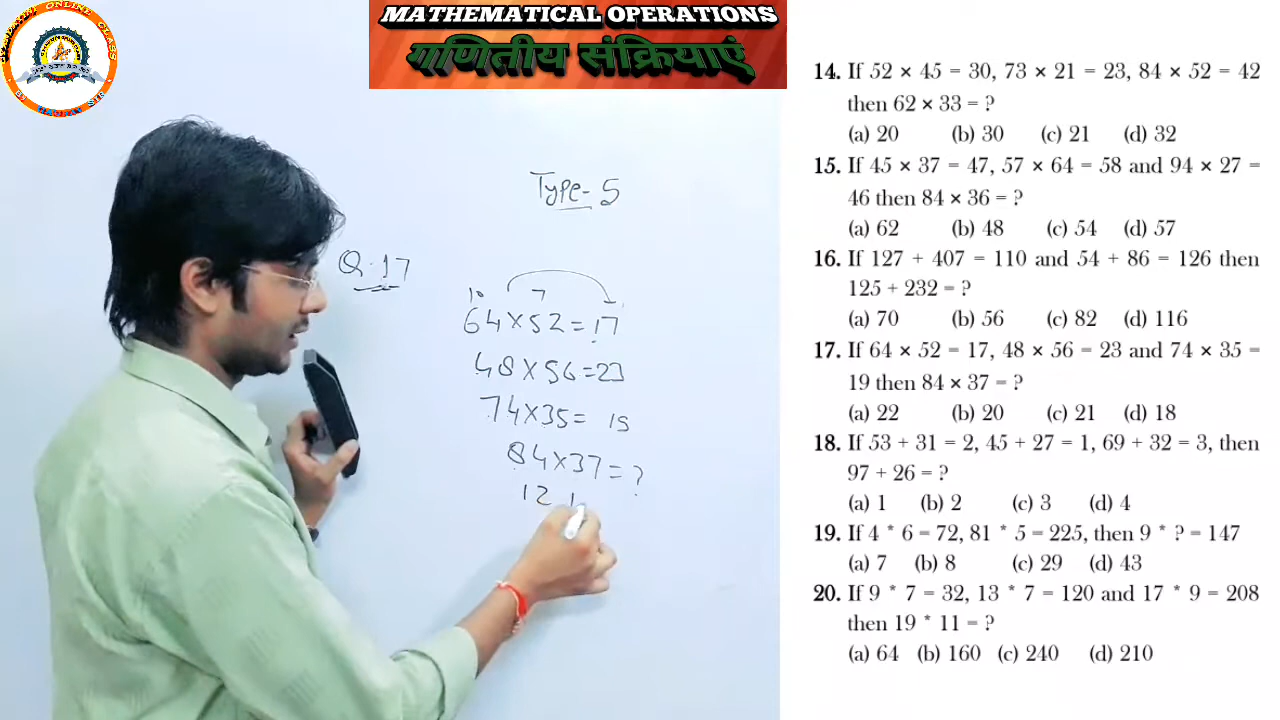 MATHEMATICAL OPERATIONS
गणितीय संक्रियाएं
ONLINE CLASS
Type-5
Q.17
10 7
64×52=17
48×56=23
74×35= 19
84×37=?
12 1
14. If 52 × 45 = 30, 73 × 21 = 23, 84 × 52 = 42
then 62 × 33 = ?
(a) 20 (b) 30 (c) 21 (d) 32
15. If 45 × 37 = 47, 57 × 64 = 58 and 94 × 27 =
46 then 84 × 36 = ?
(a) 62 (b) 48 (c) 54 (d) 57
16. If 127 + 407 = 110 and 54 + 86 = 126 then
125 + 232 = ?
(a) 70 (b) 56 (c) 82 (d) 116
17. If 64 × 52 = 17, 48 × 56 = 23 and 74 × 35 =
19 then 84 × 37 = ?
(a) 22 (b) 20 (c) 21 (d) 18
18. If 53 + 31 = 2, 45 + 27 = 1, 69 + 32 = 3, then
97 + 26 = ?
(a) 1 (b) 2 (c) 3 (d) 4
19. If 4 * 6 = 72, 81 * 5 = 225, then 9 * ? = 147
(a) 7 (b) 8 (c) 29 (d) 43
20. If 9 * 7 = 32, 13 * 7 = 120 and 17 * 9 = 208
then 19 * 11 = ?
(a) 64 (b) 160 (c) 240 (d) 210